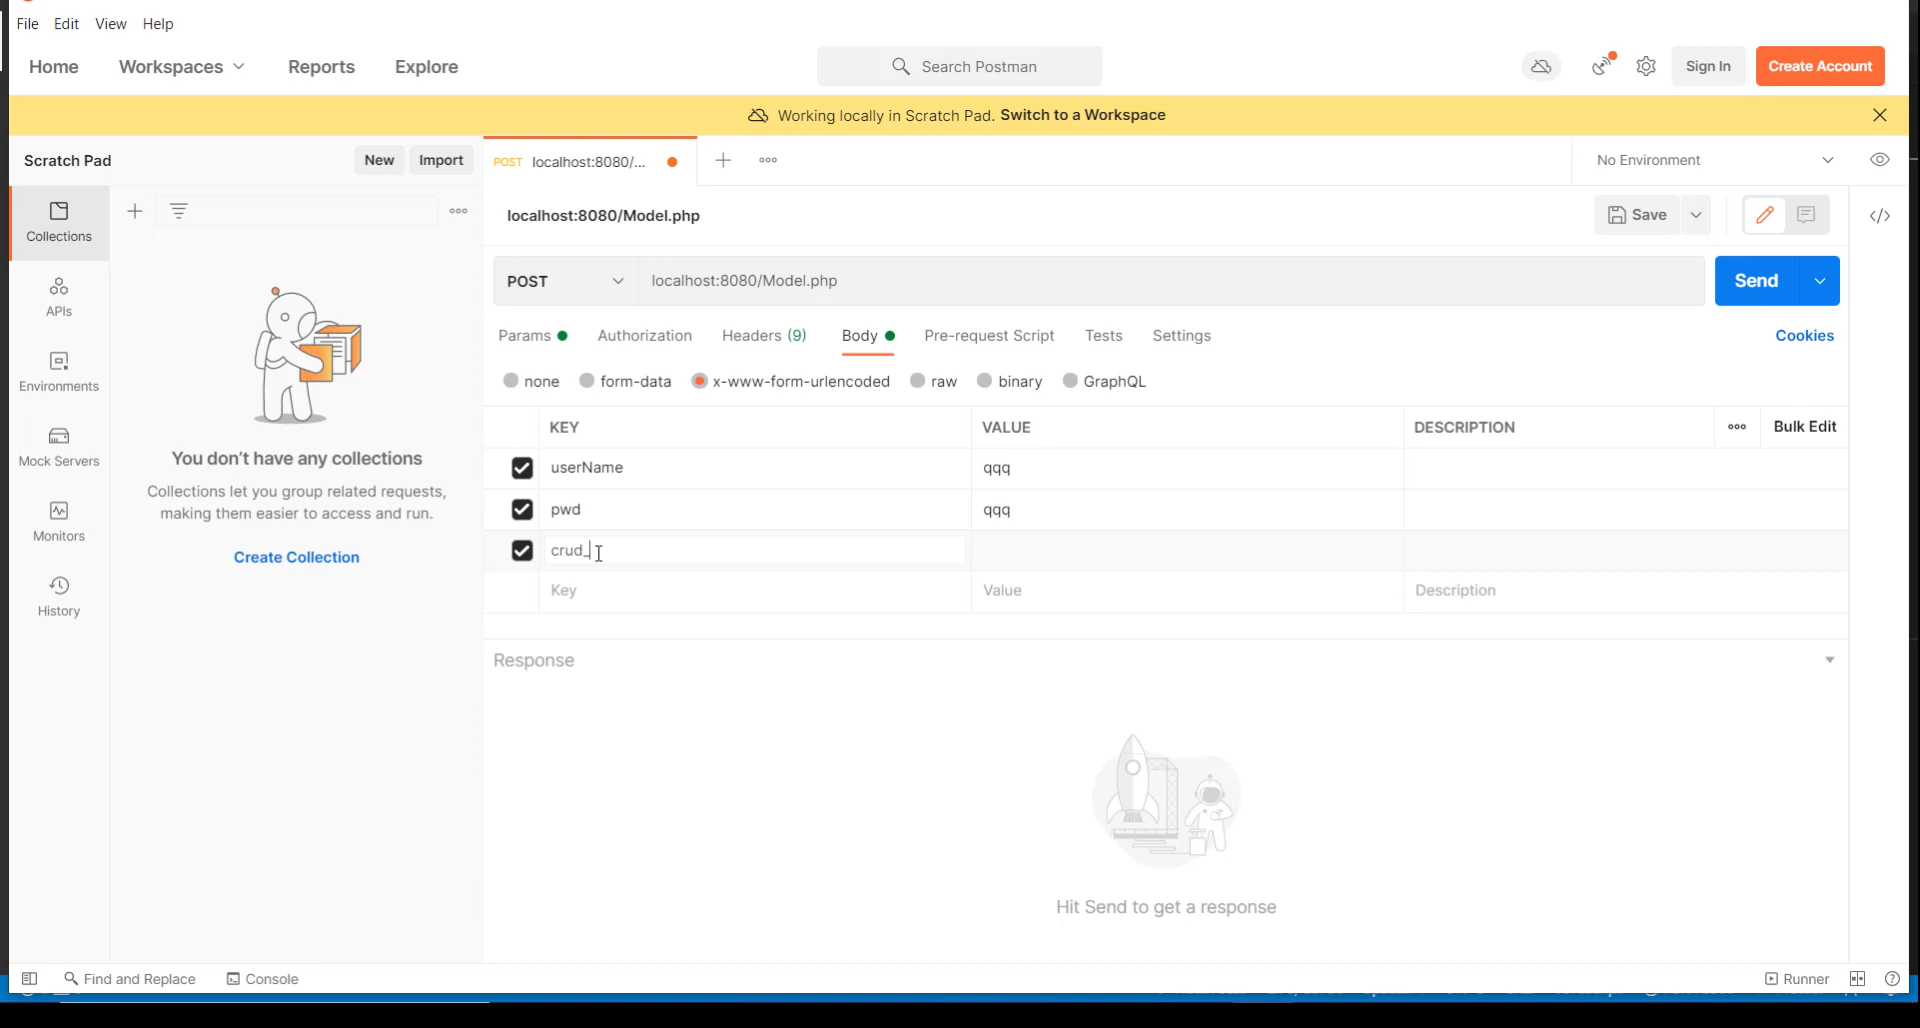 File Edit View Help
Home Workspaces Reports Explore Search Postman Sign In Create Account
Working locally in Scratch Pad. Switch to a Workspace
Scratch Pad New Import POST localhost:8080/... No Environment
Collections
APIs
Environments
Mock Servers
Monitors
History
You don't have any collections
Collections let you group related requests,
making them easier to access and run.
Create Collection
localhost:8080/Model.php Save
POST localhost:8080/Model.php Send
Params Authorization Headers (9) Body Pre-request Script Tests Settings Cookies
none form-data x-www-form-urlencoded raw binary GraphQL
KEY VALUE DESCRIPTION Bulk Edit
userName qqq
pwd qqq
crud_
Key Value Description
Response
Hit Send to get a response
Find and Replace Console Runner